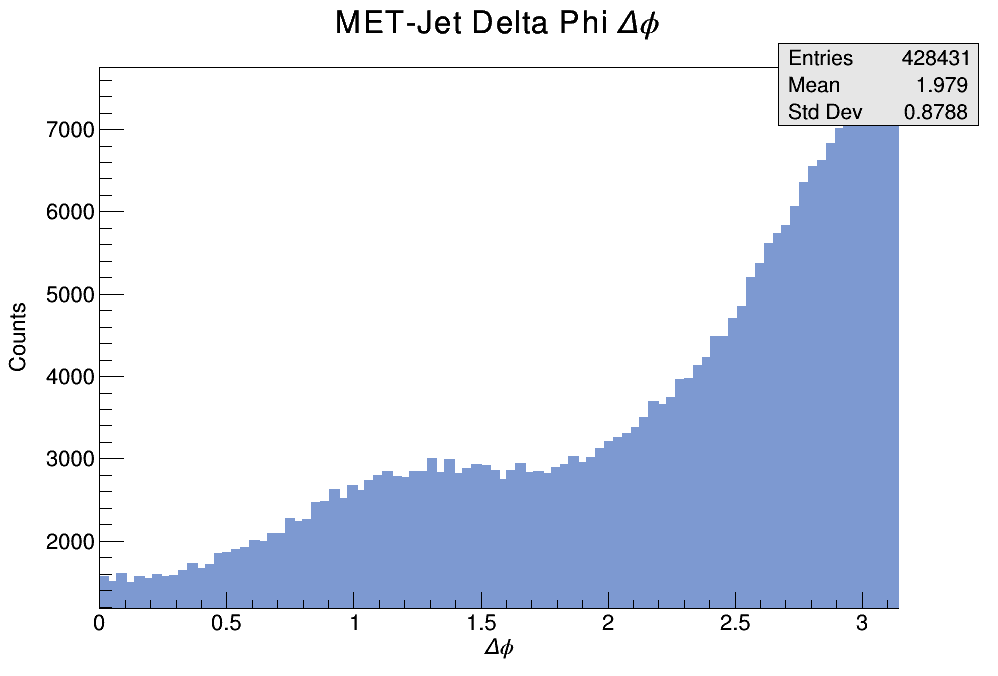 MET-Jet Delta Phi Δϕ
Entries 428431
Mean 1.979
Std Dev 0.8788
7000
6000
5000
4000
3000
2000
Counts
0 0.5 1 1.5 2 2.5 3
Δϕ